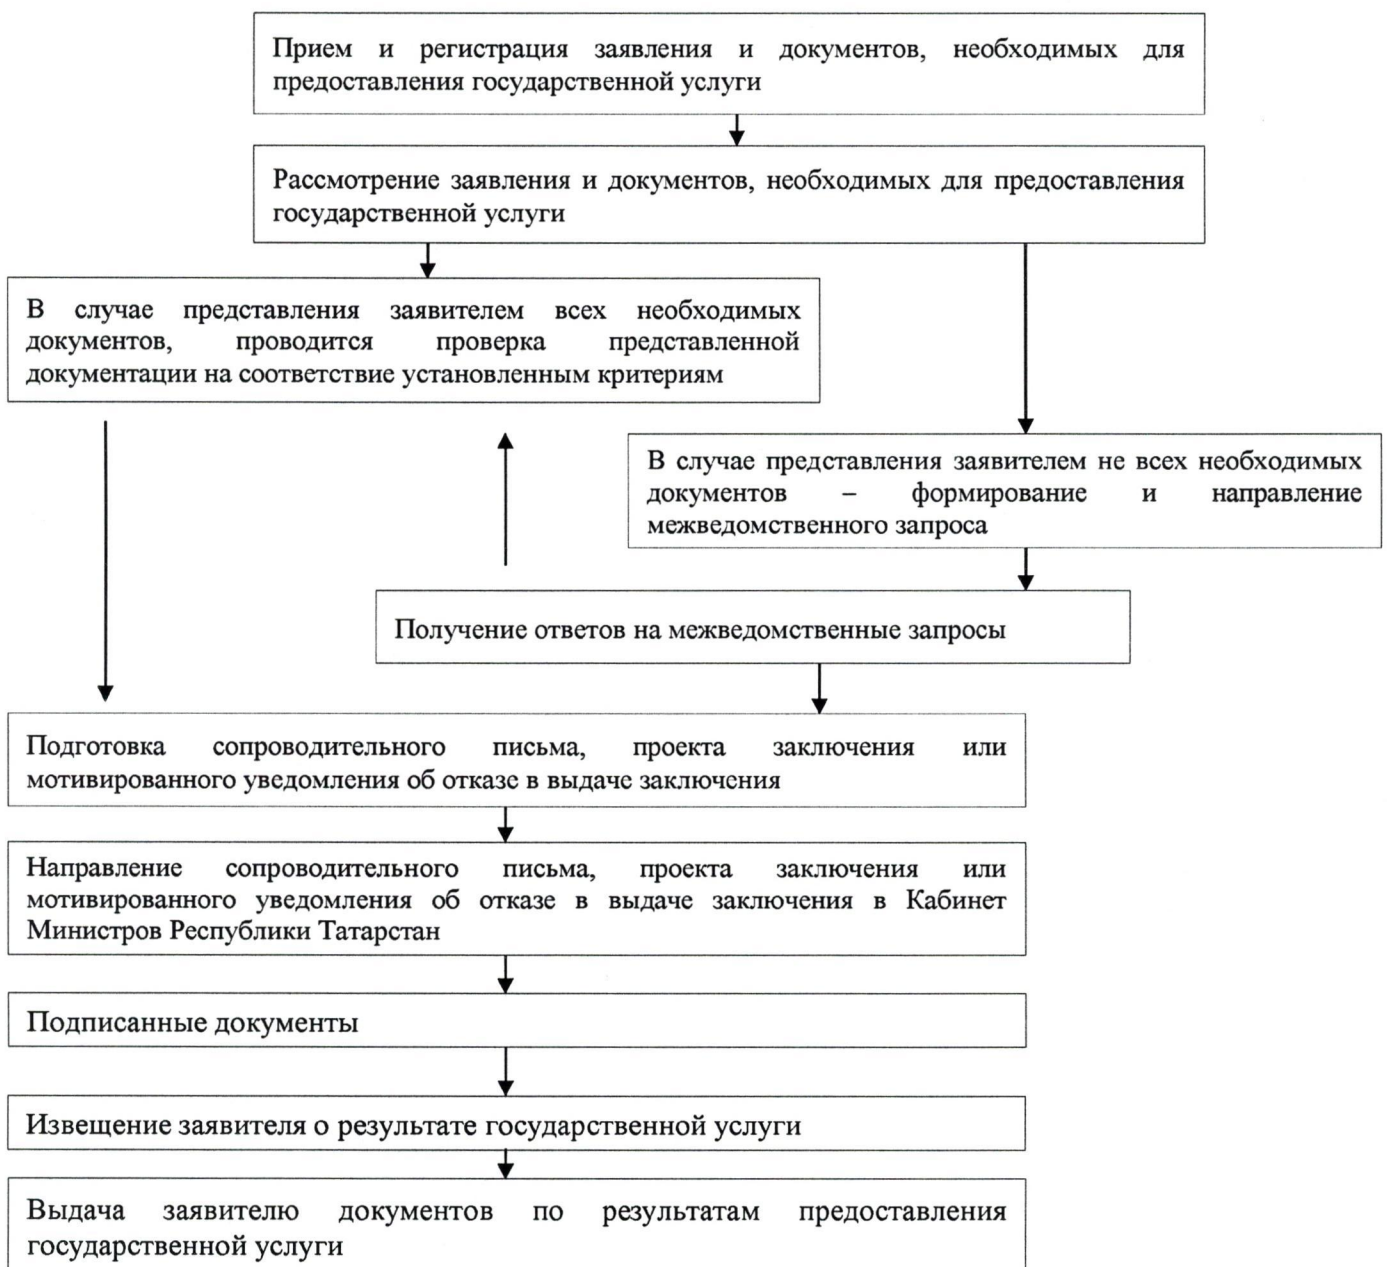 Прием и регистрация заявления и документов, необходимых для
предоставления государственной услуги
Рассмотрение заявления и документов, необходимых для предоставления
государственной услуги
В случае представления заявителем всех необходимых
документов, проводится проверка представленной
документации на соответствие установленным критериям
В случае представления заявителем не всех необходимых
документов – формирование и направление
межведомственного запроса
Получение ответов на межведомственные запросы
Подготовка сопроводительного письма, проекта заключения или
мотивированного уведомления об отказе в выдаче заключения
Направление сопроводительного письма, проекта заключения или
мотивированного уведомления об отказе в выдаче заключения в Кабинет
Министров Республики Татарстан
Подписанные документы
Извещение заявителя о результате государственной услуги
Выдача заявителю документов по результатам предоставления
государственной услуги